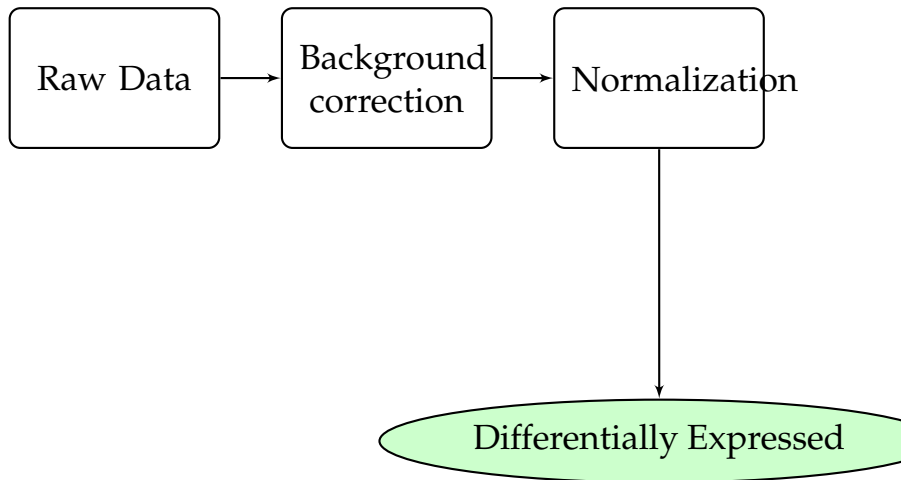 Raw Data
Background
correction
Normalization
Differentially Expressed